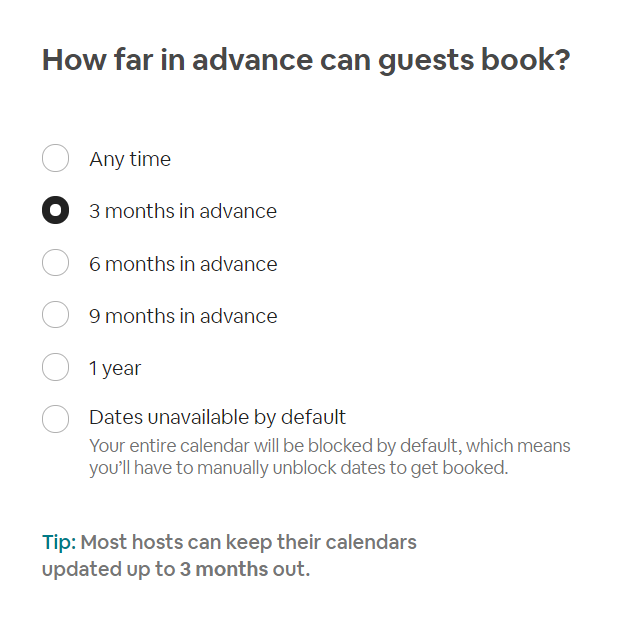 How far in advance can guests book?
Any time
3 months in advance
6 months in advance
9 months in advance
1 year
Dates unavailable by default
Your entire calendar will be blocked by default, which means
you’ll have to manually unblock dates to get booked.
Tip: Most hosts can keep their calendars
updated up to 3 months out.